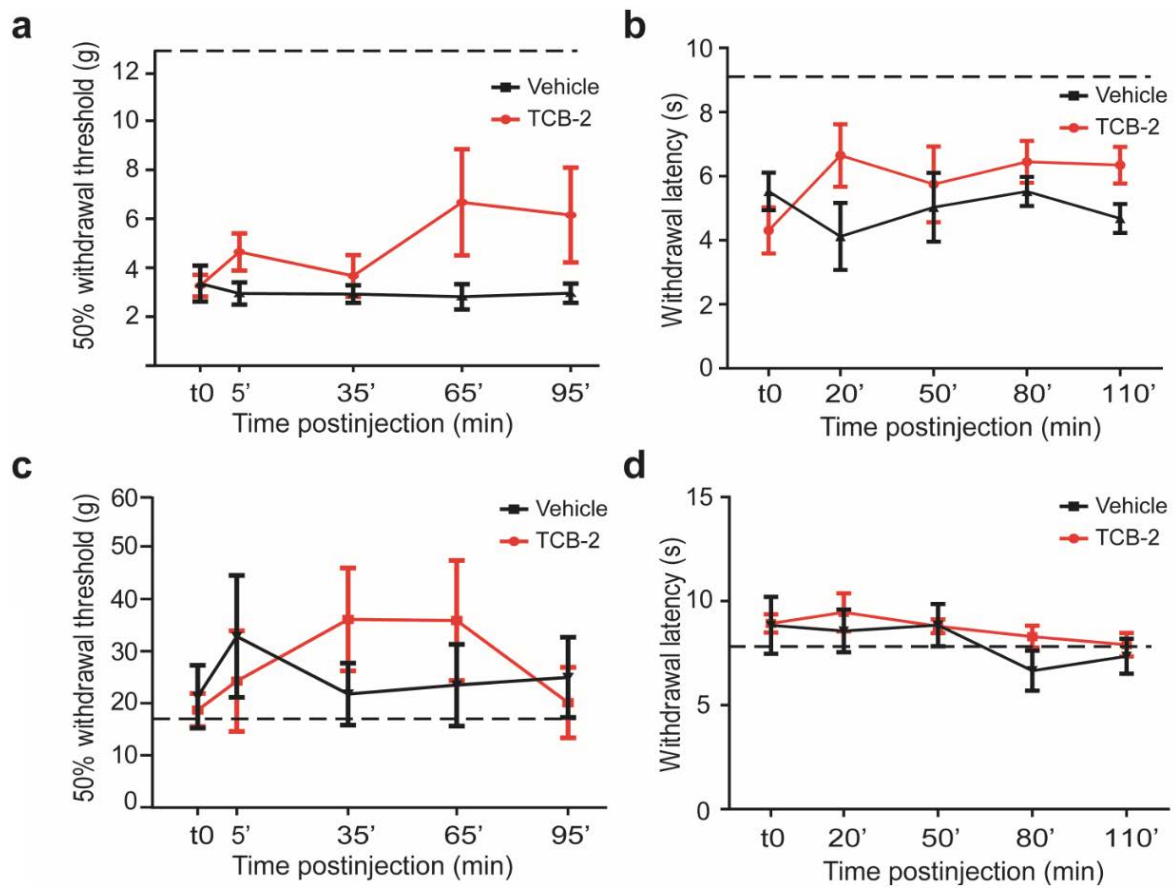 a
50% withdrawal threshold (g)
12
10
8
6
4
2
Vehicle
TCB-2
t0 5' 35' 65' 95'
Time postinjection (min)
b
Withdrawal latency (s)
10
8
6
4
2
0
Vehicle
TCB-2
t0 20' 50' 80' 110'
Time postinjection (min)
c
50% withdrawal threshold (g)
60
50
40
30
20
10
0
Vehicle
TCB-2
t0 5' 35' 65' 95'
Time postinjection (min)
d
Withdrawal latency (s)
15
10
5
0
Vehicle
TCB-2
t0 20' 50' 80' 110'
Time postinjection (min)